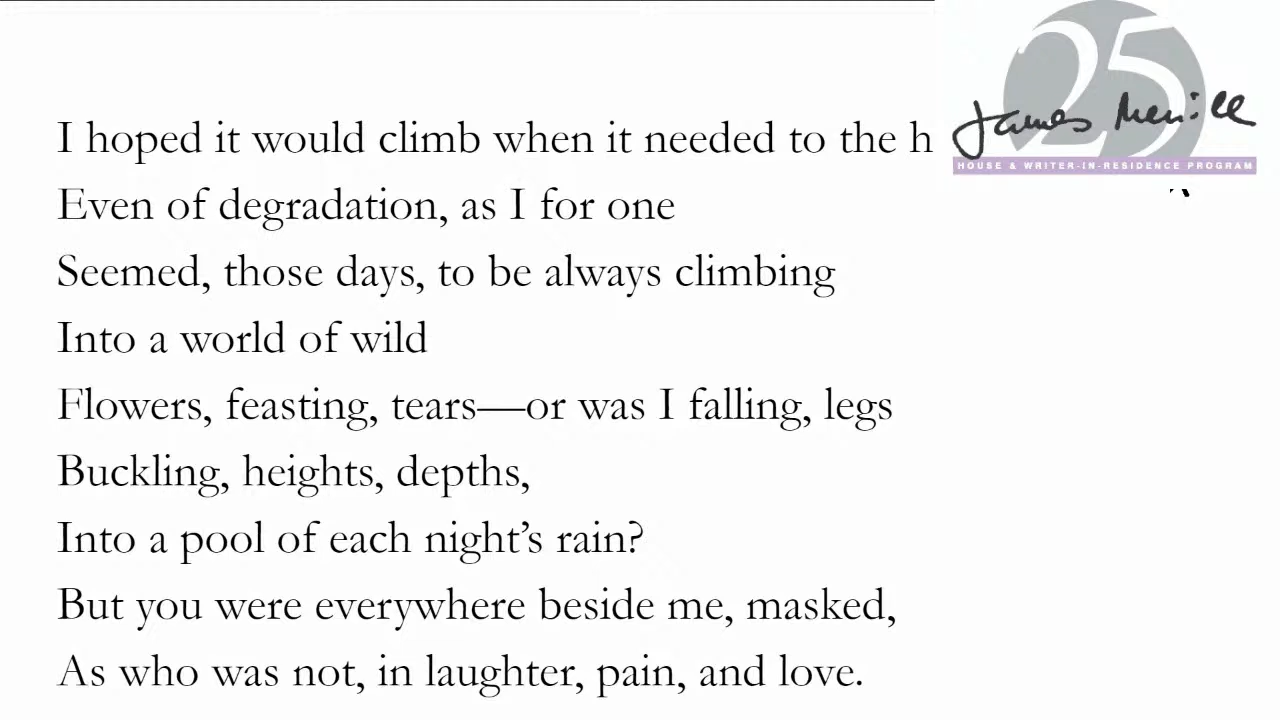 25
James Merrill
HOUSE & WRITER-IN-RESIDENCE PROGRAM
I hoped it would climb when it needed to the h
Even of degradation, as I for one
Seemed, those days, to be always climbing
Into a world of wild
Flowers, feasting, tears—or was I falling, legs
Buckling, heights, depths,
Into a pool of each night’s rain?
But you were everywhere beside me, masked,
As who was not, in laughter, pain, and love.